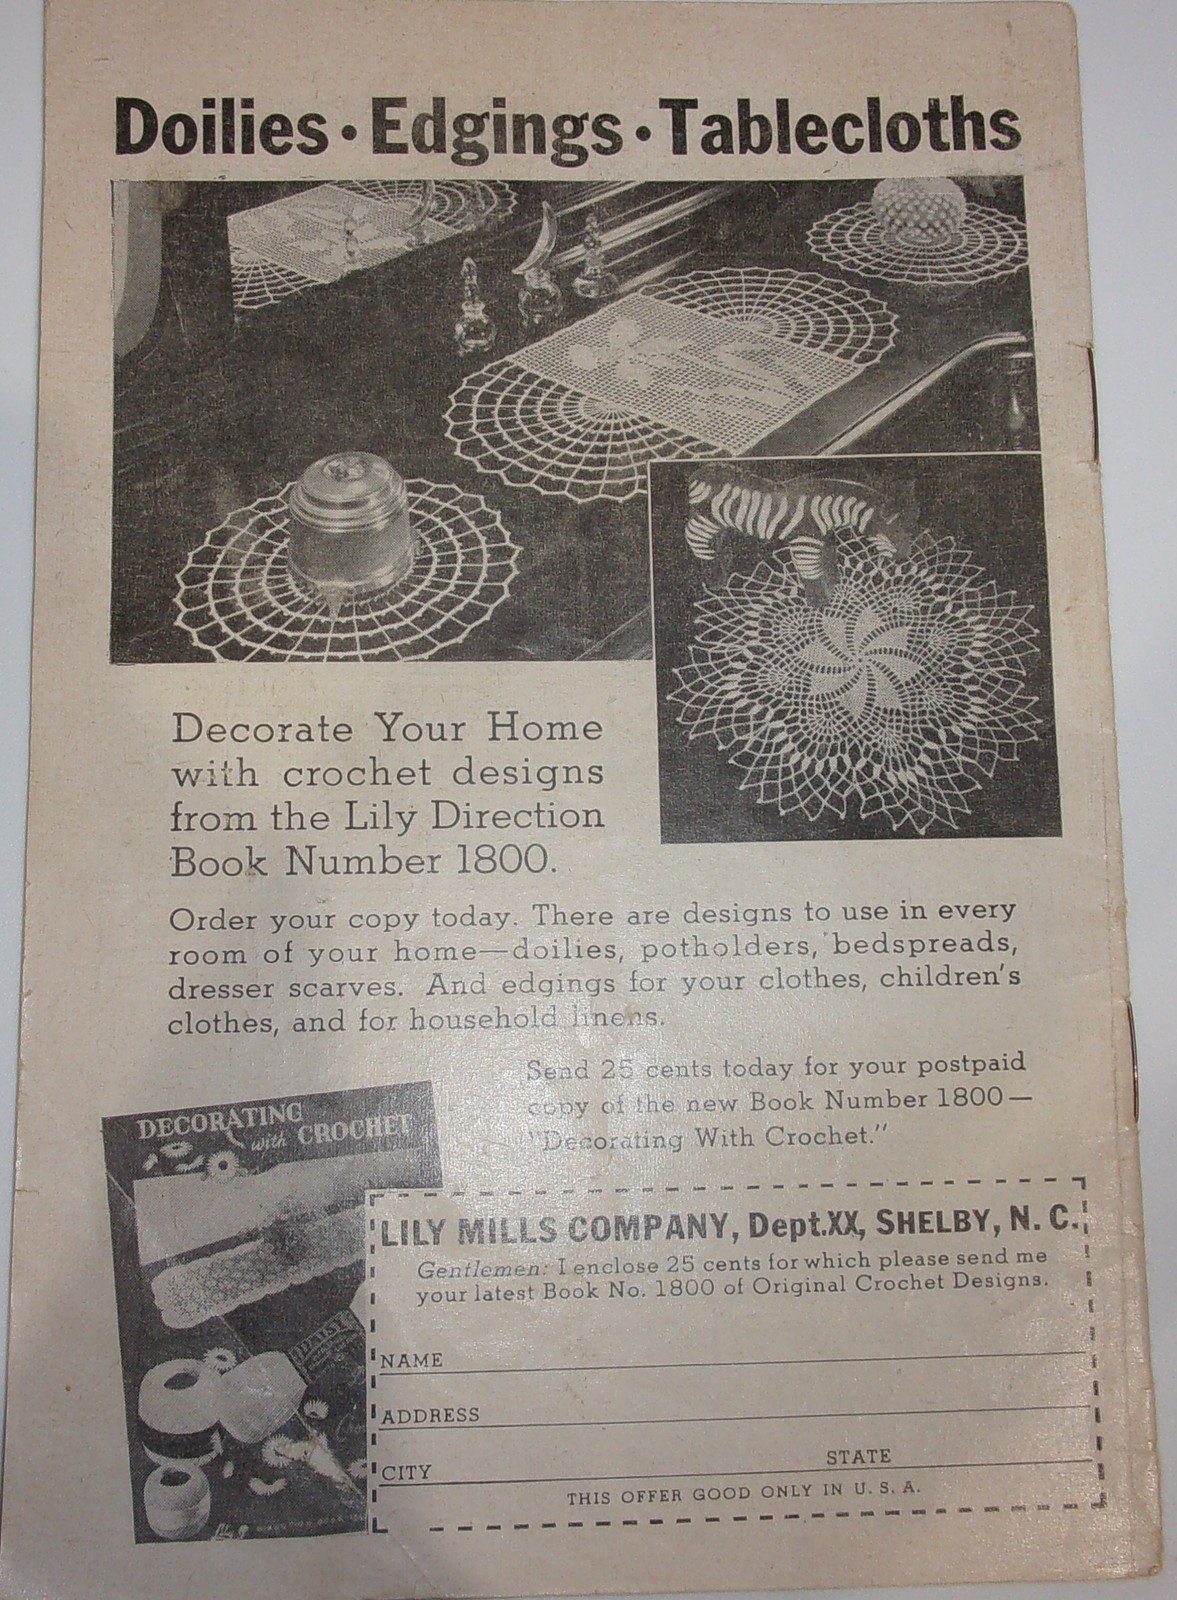 Doilies • Edgings • Tablecloths
Decorate Your Home
with crochet designs
from the Lily Direction
Book Number 1800.
Order your copy today. There are designs to use in every
room of your home—doilies, potholders, bedspreads,
dresser scarves. And edgings for your clothes, children's
clothes, and for household linens.
Send 25 cents today for your postpaid
copy of the new Book Number 1800—
"Decorating With Crochet."
DECORATING
with CROCHET
LILY MILLS COMPANY, Dept.XX, SHELBY, N. C.
Gentlemen: I enclose 25 cents for which please send me
your latest Book No. 1800 of Original Crochet Designs.
NAME
ADDRESS
CITY STATE
THIS OFFER GOOD ONLY IN U. S. A.